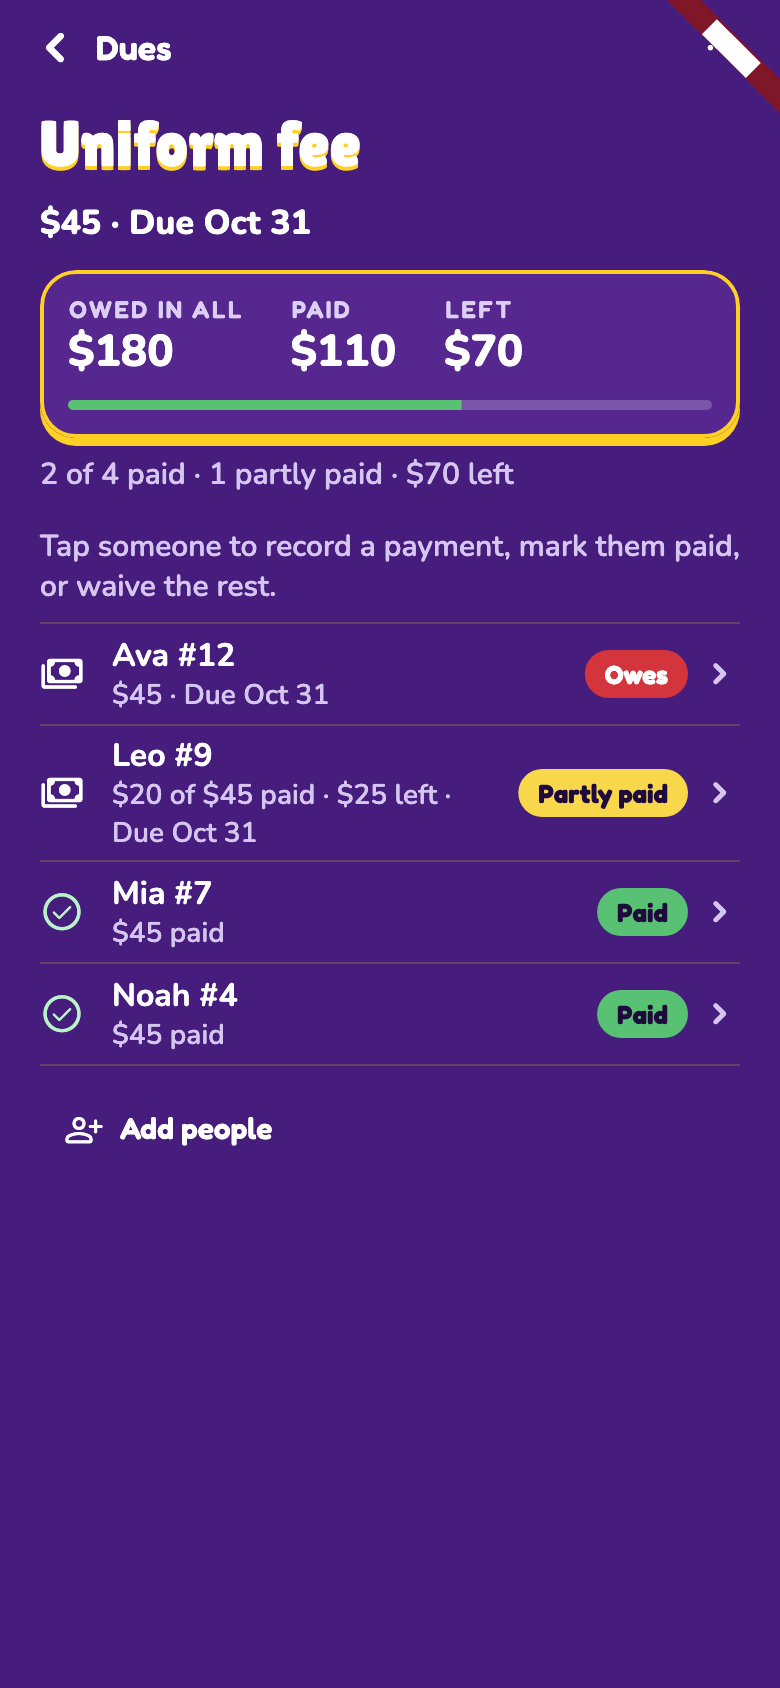 Dues
Uniform fee
$45 · Due Oct 31
OWED IN ALL PAID LEFT
$180 $110 $70
2 of 4 paid · 1 partly paid · $70 left
Tap someone to record a payment, mark them paid,
or waive the rest.
Ava #12
$45 · Due Oct 31
Owes
Leo #9
$20 of $45 paid · $25 left ·
Due Oct 31
Partly paid
Mia #7
$45 paid
Paid
Noah #4
$45 paid
Paid
Add people